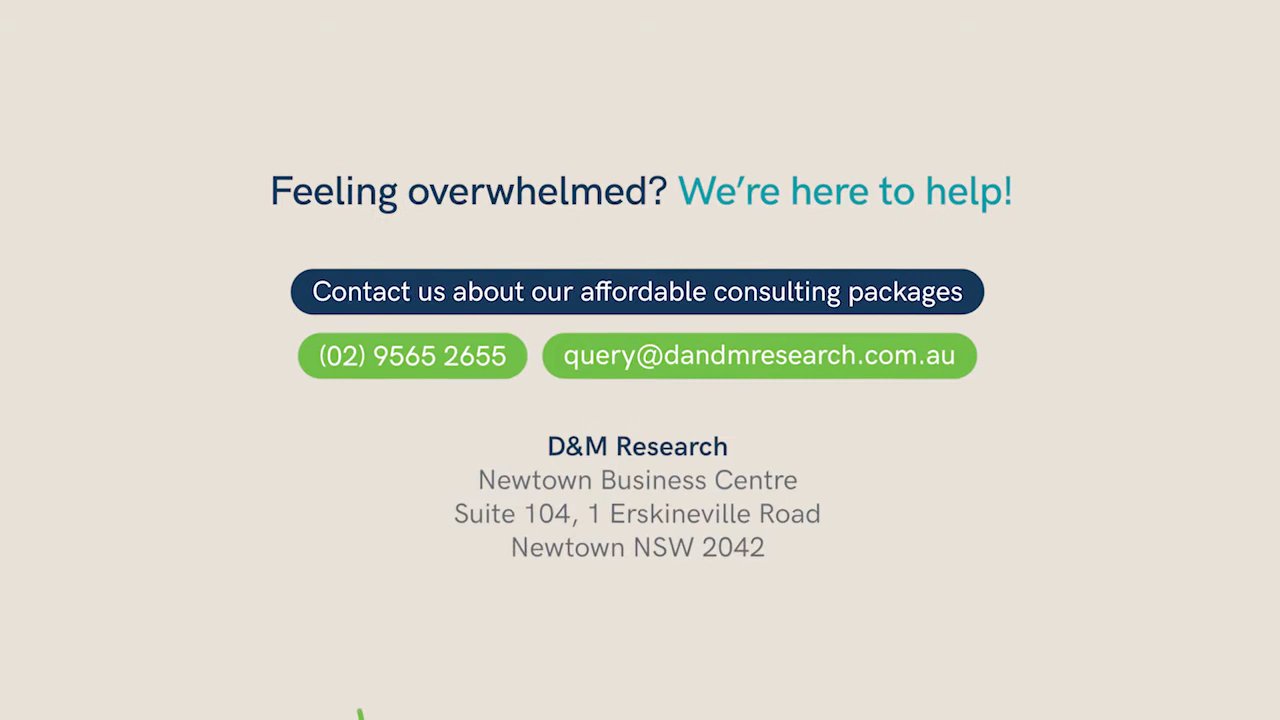 Feeling overwhelmed? We’re here to help!
Contact us about our affordable consulting packages
(02) 9565 2655 query@dandmresearch.com.au
D&M Research
Newtown Business Centre
Suite 104, 1 Erskineville Road
Newtown NSW 2042